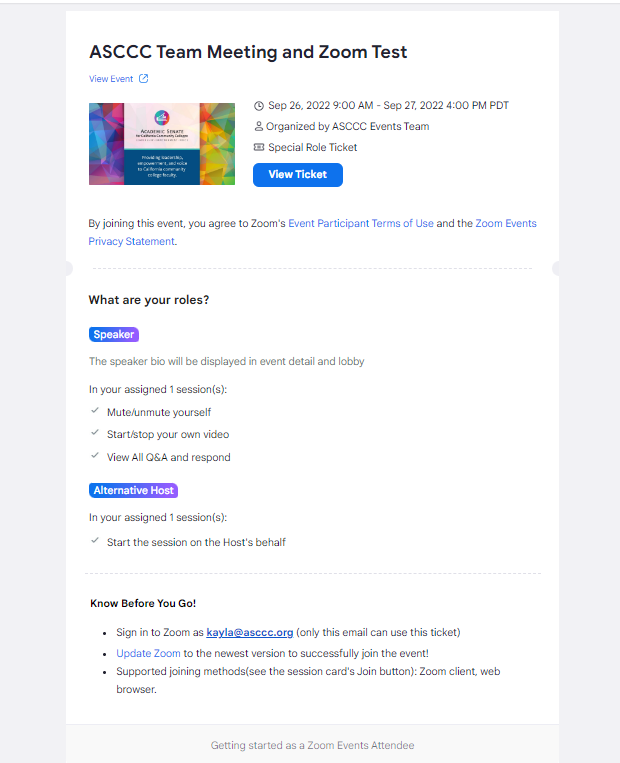 ASCCC Team Meeting and Zoom Test
View Event
Sep 26, 2022 9:00 AM - Sep 27, 2022 4:00 PM PDT
Organized by ASCCC Events Team
Special Role Ticket
View Ticket
ACADEMIC SENATE
for California Community Colleges
Providing leadership,
empowerment, and voice
to California community
college faculty.
By joining this event, you agree to Zoom's Event Participant Terms of Use and the Zoom Events
Privacy Statement.
What are your roles?
Speaker
The speaker bio will be displayed in event detail and lobby
In your assigned 1 session(s):
Mute/unmute yourself
Start/stop your own video
View All Q&A and respond
Alternative Host
In your assigned 1 session(s):
Start the session on the Host's behalf
Know Before You Go!
• Sign in to Zoom as kayla@asccc.org (only this email can use this ticket)
• Update Zoom to the newest version to successfully join the event!
• Supported joining methods(see the session card's Join button): Zoom client, web
browser.
Getting started as a Zoom Events Attendee